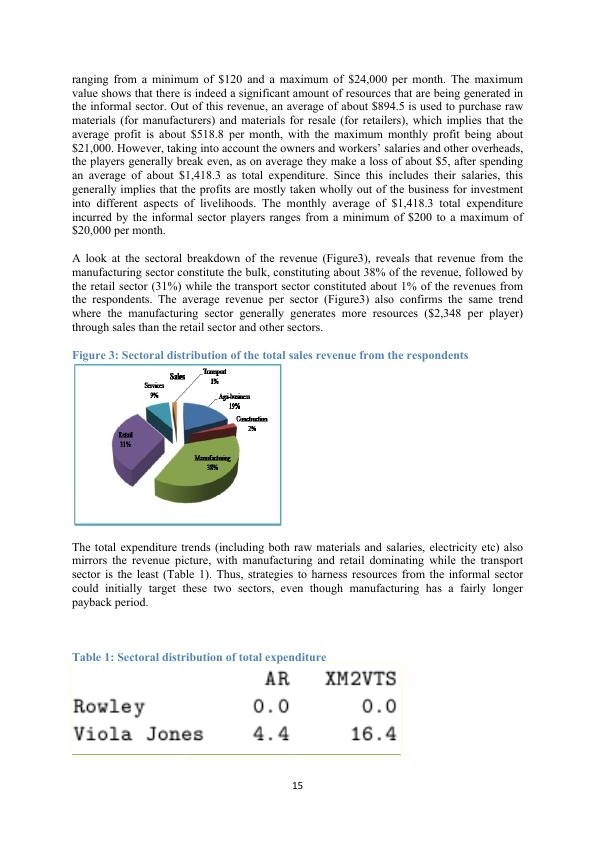 ranging from a minimum of $120 and a maximum of $24,000 per month. The maximum
value shows that there is indeed a significant amount of resources that are being generated in
the informal sector. Out of this revenue, an average of about $894.5 is used to purchase raw
materials (for manufacturers) and materials for resale (for retailers), which implies that the
average profit is about $518.8 per month, with the maximum monthly profit being about
$21,000. However, taking into account the owners and workers' salaries and other overheads,
the players generally break even, as on average they make a loss of about $5, after spending
an average of about $1,418.3 as total expenditure. Since this includes their salaries, this
generally implies that the profits are mostly taken wholly out of the business for investment
into different aspects of livelihoods. The monthly average of $1,418.3 total expenditure
incurred by the informal sector players ranges from a minimum of $200 to a maximum of
$20,000 per month.
A look at the sectoral breakdown of the revenue (Figure3), reveals that revenue from the
manufacturing sector constitute the bulk, constituting about 38% of the revenue, followed by
the retail sector (31%) while the transport sector constituted about 1% of the revenues from
the respondents. The average revenue per sector (Figure3) also confirms the same trend
where the manufacturing sector generally generates more resources ($2,348 per player)
through sales than the retail sector and other sectors.
Figure 3: Sectoral distribution of the total sales revenue from the respondents
Sales
Transport
1%
Services
9%
Agri-business
19%
Construction
2%
Retail
31%
Manufacturing
38%
The total expenditure trends (including both raw materials and salaries, electricity etc) also
mirrors the revenue picture, with manufacturing and retail dominating while the transport
sector is the least (Table 1). Thus, strategies to harness resources from the informal sector
could initially target these two sectors, even though manufacturing has a fairly longer
payback period.
Table 1: Sectoral distribution of total expenditure
AR XM2VTS
Rowley 0.0 0.0
Viola Jones 4.4 16.4
15